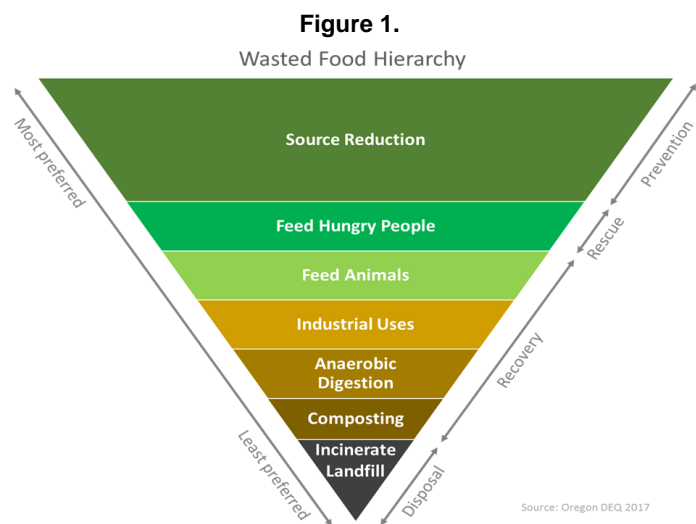 Figure 1.
Wasted Food Hierarchy
Most preferred
Source Reduction
Prevention
Feed Hungry People
Rescue
Feed Animals
Industrial Uses
Recovery
Anaerobic
Digestion
Composting
Least preferred
Incinerate
Landfill
Disposal
Source: Oregon DEQ 2017